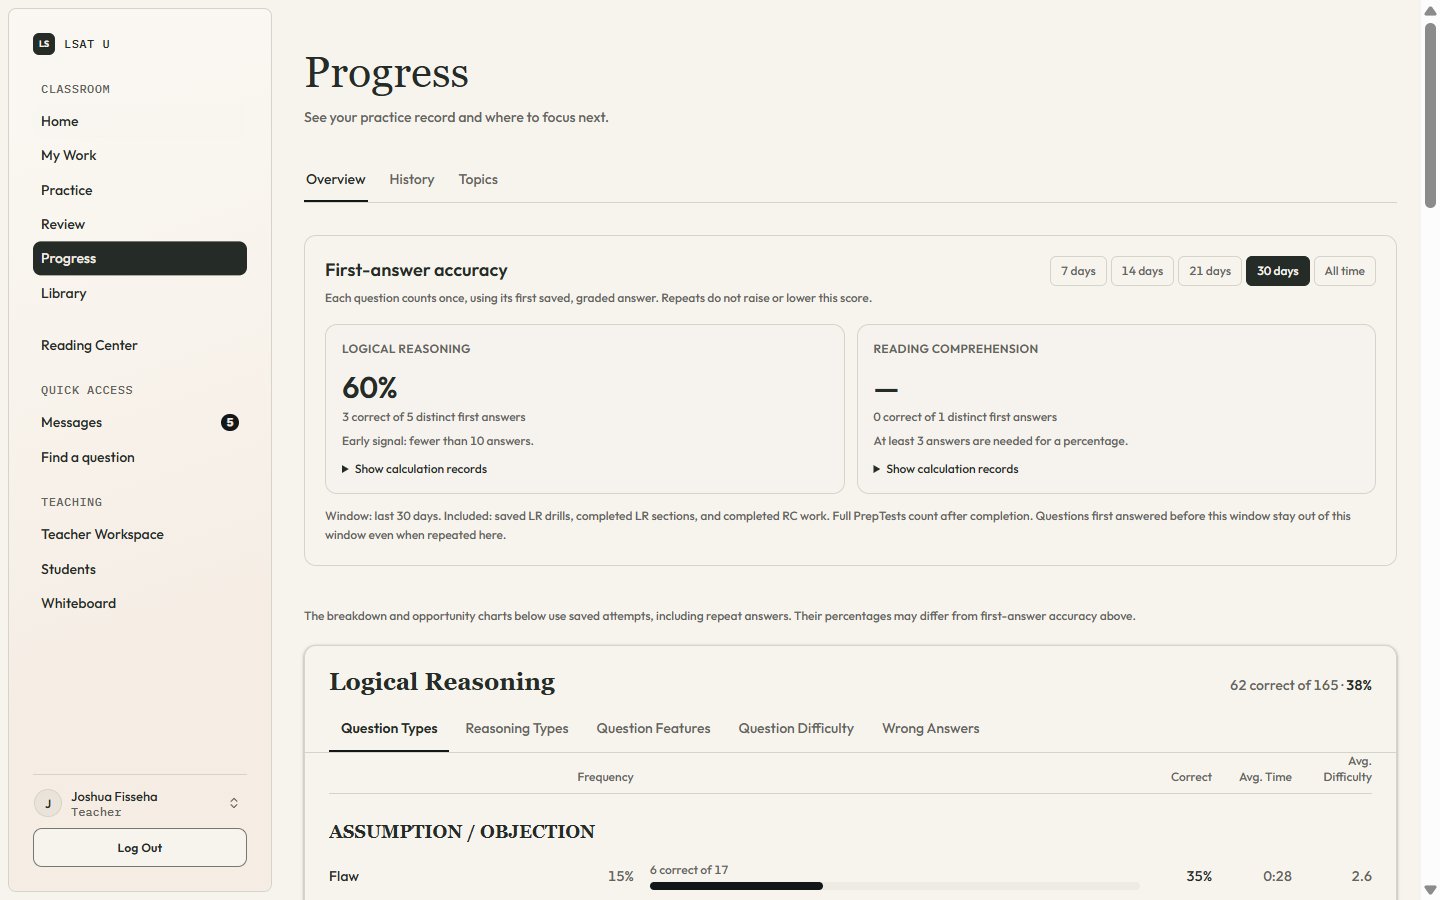 LS LSAT U
CLASSROOM
Home
My Work
Practice
Review
Progress
Library
Reading Center
QUICK ACCESS
Messages 5
Find a question
TEACHING
Teacher Workspace
Students
Whiteboard
J Joshua Fisseha
Teacher
Log Out
Progress
See your practice record and where to focus next.
Overview History Topics
First-answer accuracy
7 days 14 days 21 days 30 days All time
Each question counts once, using its first saved, graded answer. Repeats do not raise or lower this score.
LOGICAL REASONING
60%
3 correct of 5 distinct first answers
Early signal: fewer than 10 answers.
Show calculation records
READING COMPREHENSION
—
0 correct of 1 distinct first answers
At least 3 answers are needed for a percentage.
Show calculation records
Window: last 30 days. Included: saved LR drills, completed LR sections, and completed RC work. Full PrepTests count after completion. Questions first answered before this window stay out of this
window even when repeated here.
The breakdown and opportunity charts below use saved attempts, including repeat answers. Their percentages may differ from first-answer accuracy above.
Logical Reasoning
62 correct of 165 · 38%
Question Types Reasoning Types Question Features Question Difficulty Wrong Answers
Frequency Correct Avg. Time Avg. Difficulty
ASSUMPTION / OBJECTION
Flaw 15% 6 correct of 17 35% 0:28 2.6